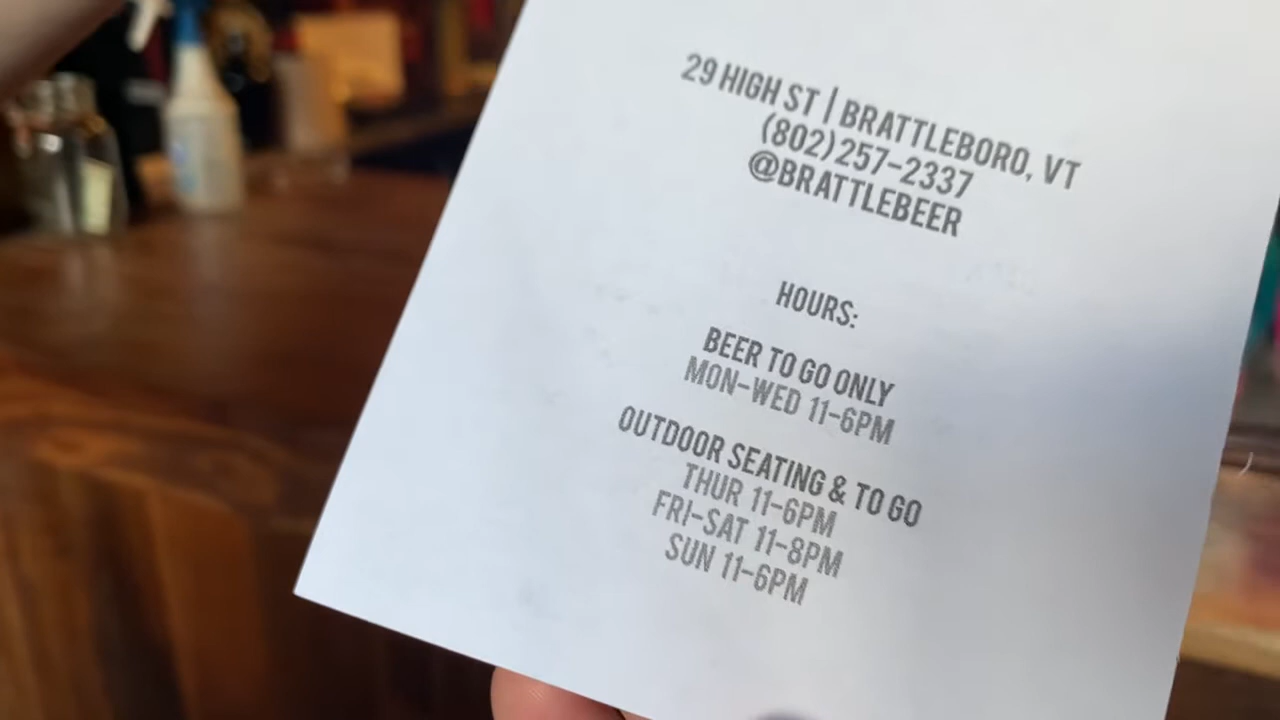 29 HIGH ST | BRATTLEBORO, VT
(802)257-2337
@BRATTLEBEER
HOURS:
BEER TO GO ONLY
MON-WED 11-6PM
OUTDOOR SEATING & TO GO
THUR 11-6PM
FRI-SAT 11-8PM
SUN 11-6PM